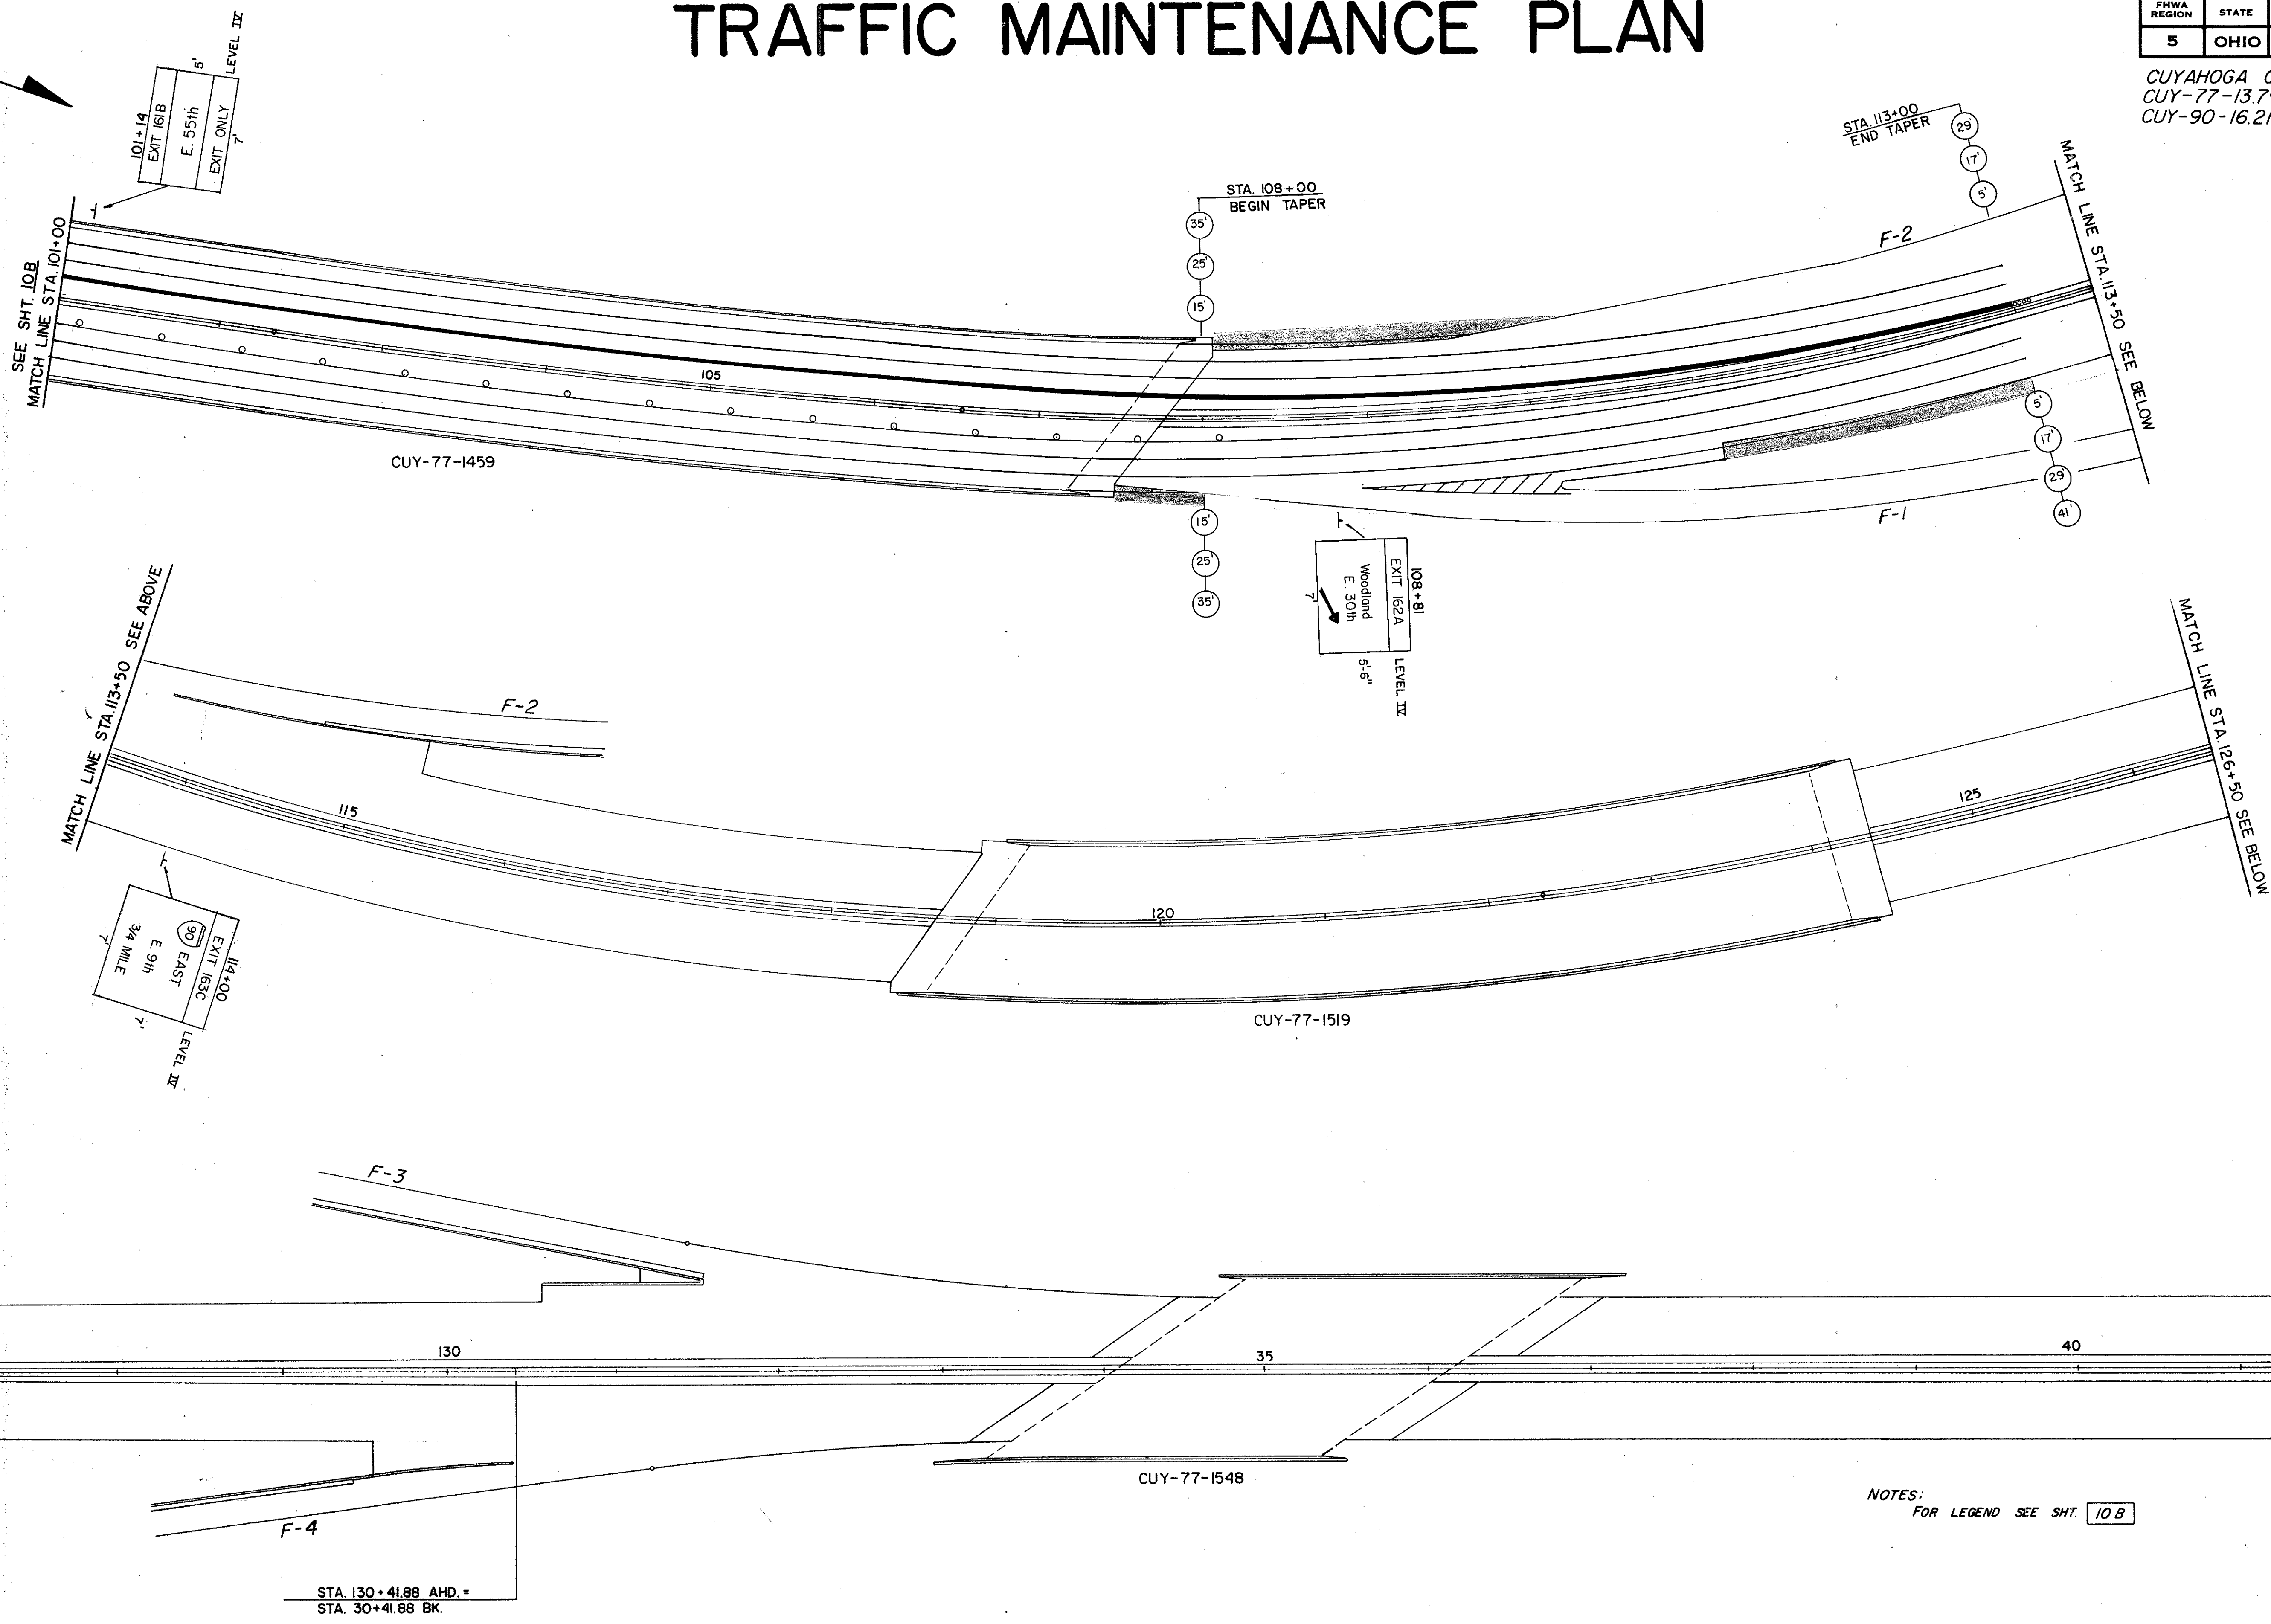 TRAFFIC MAINTENANCE PLAN
FHWA REGION
STATE
5
OHIO
CUYAHOGA
CUY-77-13.7
CUY-90-16.21
101+14
EXIT 161B
E. 55th
EXIT ONLY
5'
7'
LEVEL IV
SEE SHT. 10B
MATCH LINE STA. 101+00
STA. 108+00
BEGIN TAPER
35'
25'
15'
STA. 113+00
END TAPER
29'
17'
5'
F-2
MATCH LINE STA. 113+50 SEE BELOW
105
CUY-77-1459
15'
25'
35'
5'
17'
29'
41'
F-1
108+81
EXIT 162A
Woodland
E. 30th
7'
5'-6"
LEVEL IV
MATCH LINE STA. 113+50 SEE ABOVE
F-2
115
120
125
MATCH LINE STA. 126+50 SEE BELOW
114+00
EXIT 163C
90 EAST
E. 9th
3/4 MILE
7'
7'
LEVEL IV
CUY-77-1519
F-3
130
35
40
CUY-77-1548
F-4
STA. 130+41.88 AHD. =
STA. 30+41.88 BK.
NOTES:
FOR LEGEND SEE SHT. 10 B